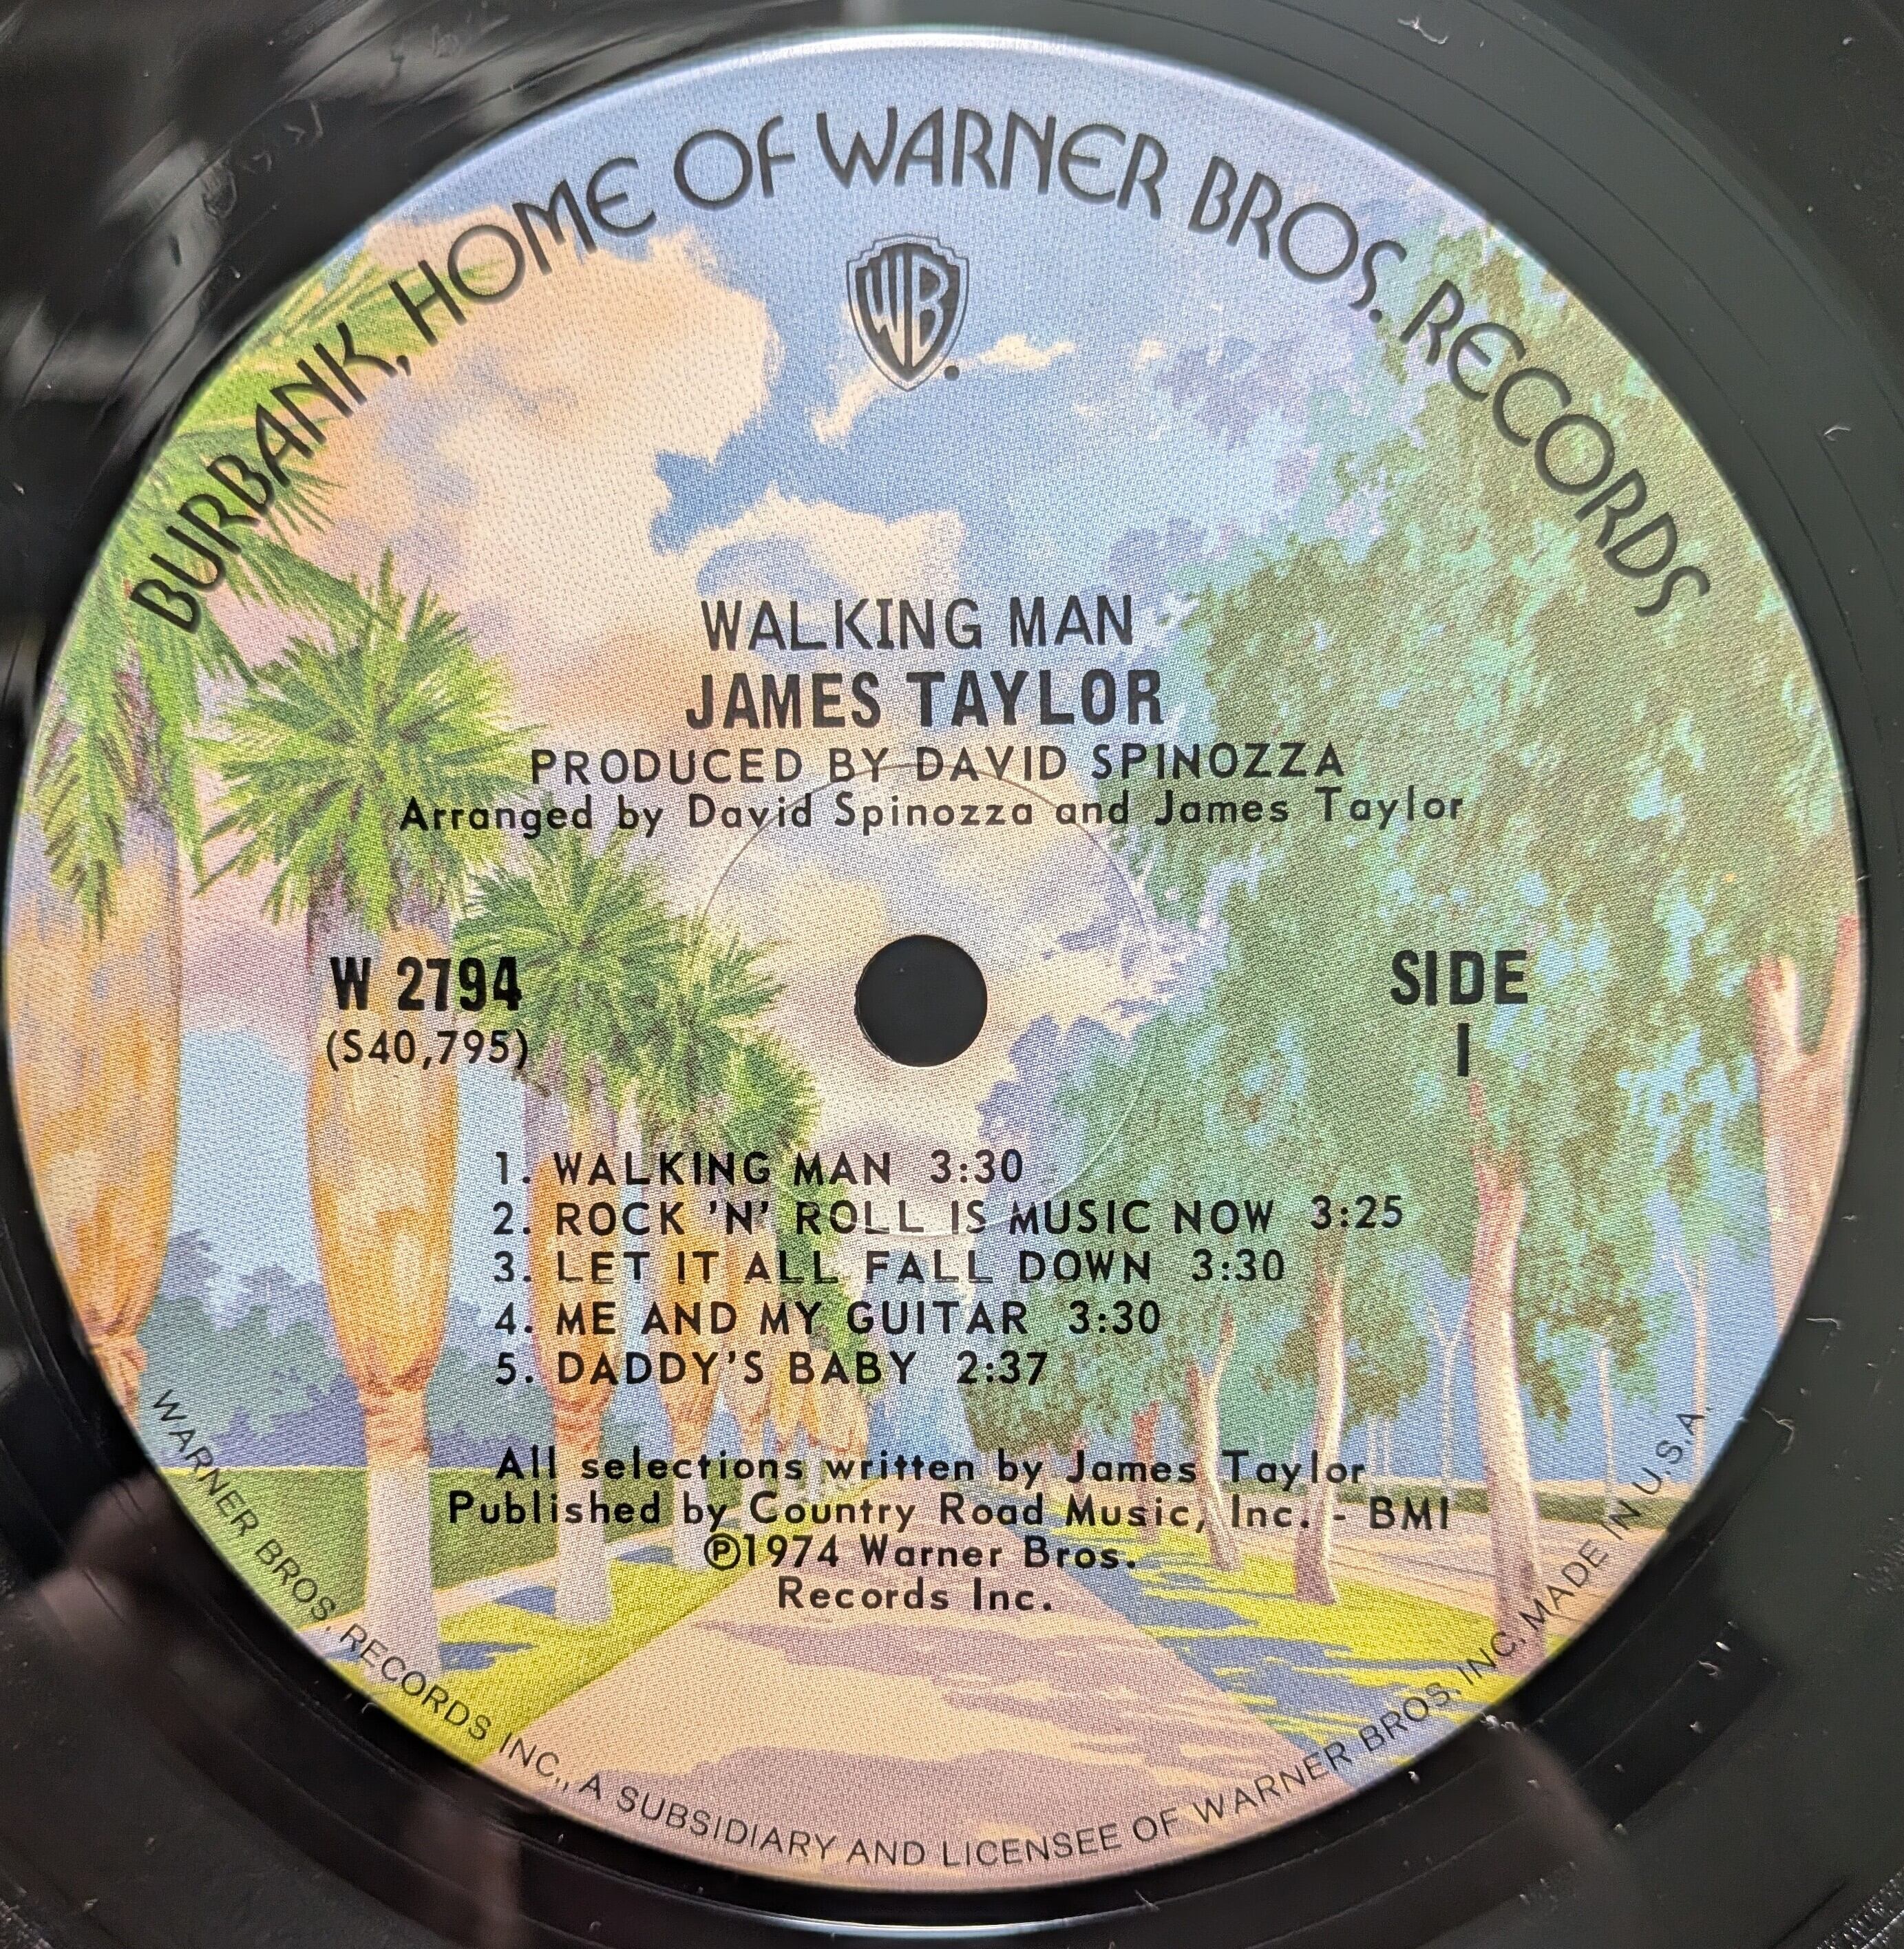 BURBANK, HOME OF WARNER BROS. RECORDS
WB
WALKING MAN
JAMES TAYLOR
PRODUCED BY DAVID SPINOZZA
Arranged by David Spinozza and James Taylor
W 2794
(S40,795)
SIDE
1
1. WALKING MAN 3:30
2. ROCK 'N' ROLL IS MUSIC NOW 3:25
3. LET IT ALL FALL DOWN 3:30
4. ME AND MY GUITAR 3:30
5. DADDY'S BABY 2:37
All selections written by James Taylor
Published by Country Road Music, Inc. - BMI
℗1974 Warner Bros.
Records Inc.
WARNER BROS. RECORDS INC., A SUBSIDIARY AND LICENSEE OF WARNER BROS. INC. MADE IN U.S.A.